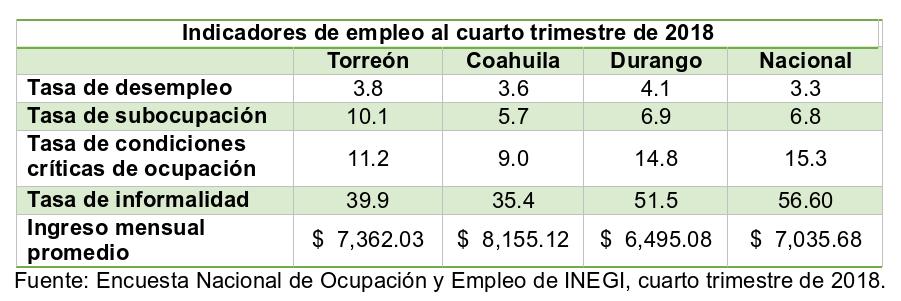 Indicadores de empleo al cuarto trimestre de 2018
Torreón Coahuila Durango Nacional
Tasa de desempleo 3.8 3.6 4.1 3.3
Tasa de subocupación 10.1 5.7 6.9 6.8
Tasa de condiciones
críticas de ocupación 11.2 9.0 14.8 15.3
Tasa de informalidad 39.9 35.4 51.5 56.60
Ingreso mensual
promedio $ 7,362.03 $ 8,155.12 $ 6,495.08 $ 7,035.68
Fuente: Encuesta Nacional de Ocupación y Empleo de INEGI, cuarto trimestre de 2018.